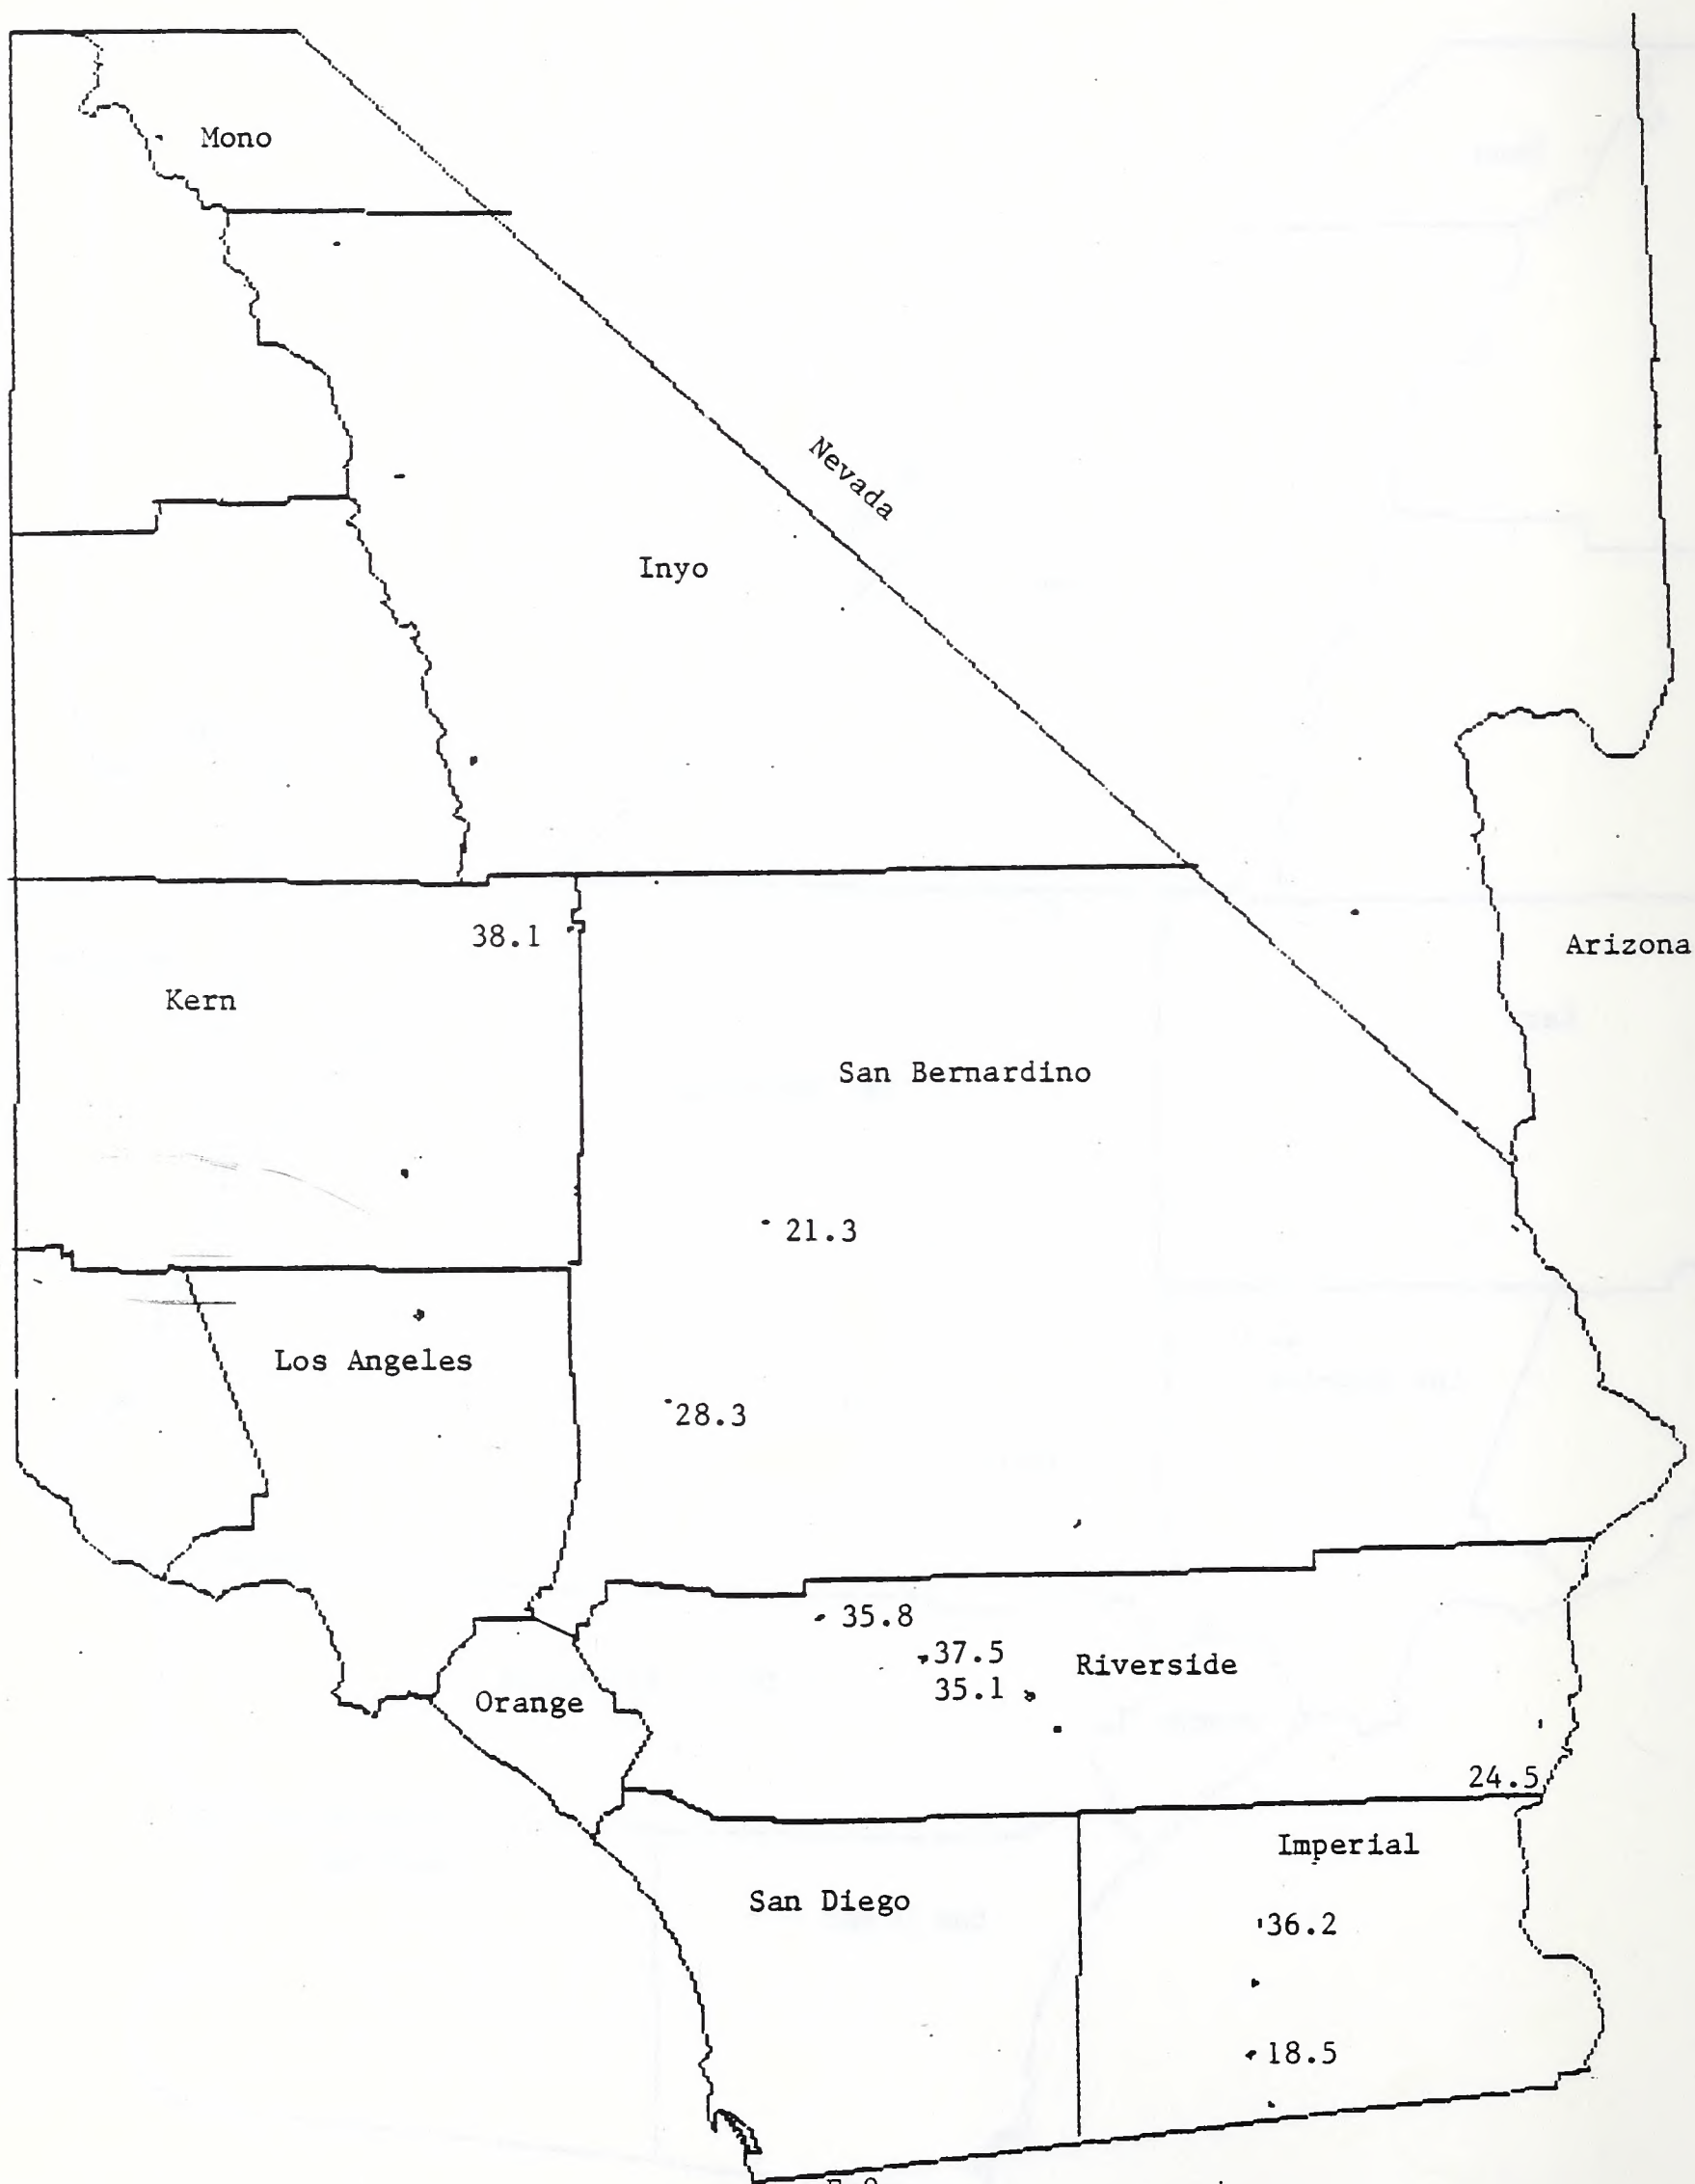 Mono
Nevada
Inyo
38.1
Arizona
Kern
San Bernardino
21.3
Los Angeles
28.3
35.8
37.5
Riverside
35.1
Orange
24.5
Imperial
San Diego
36.2
18.5